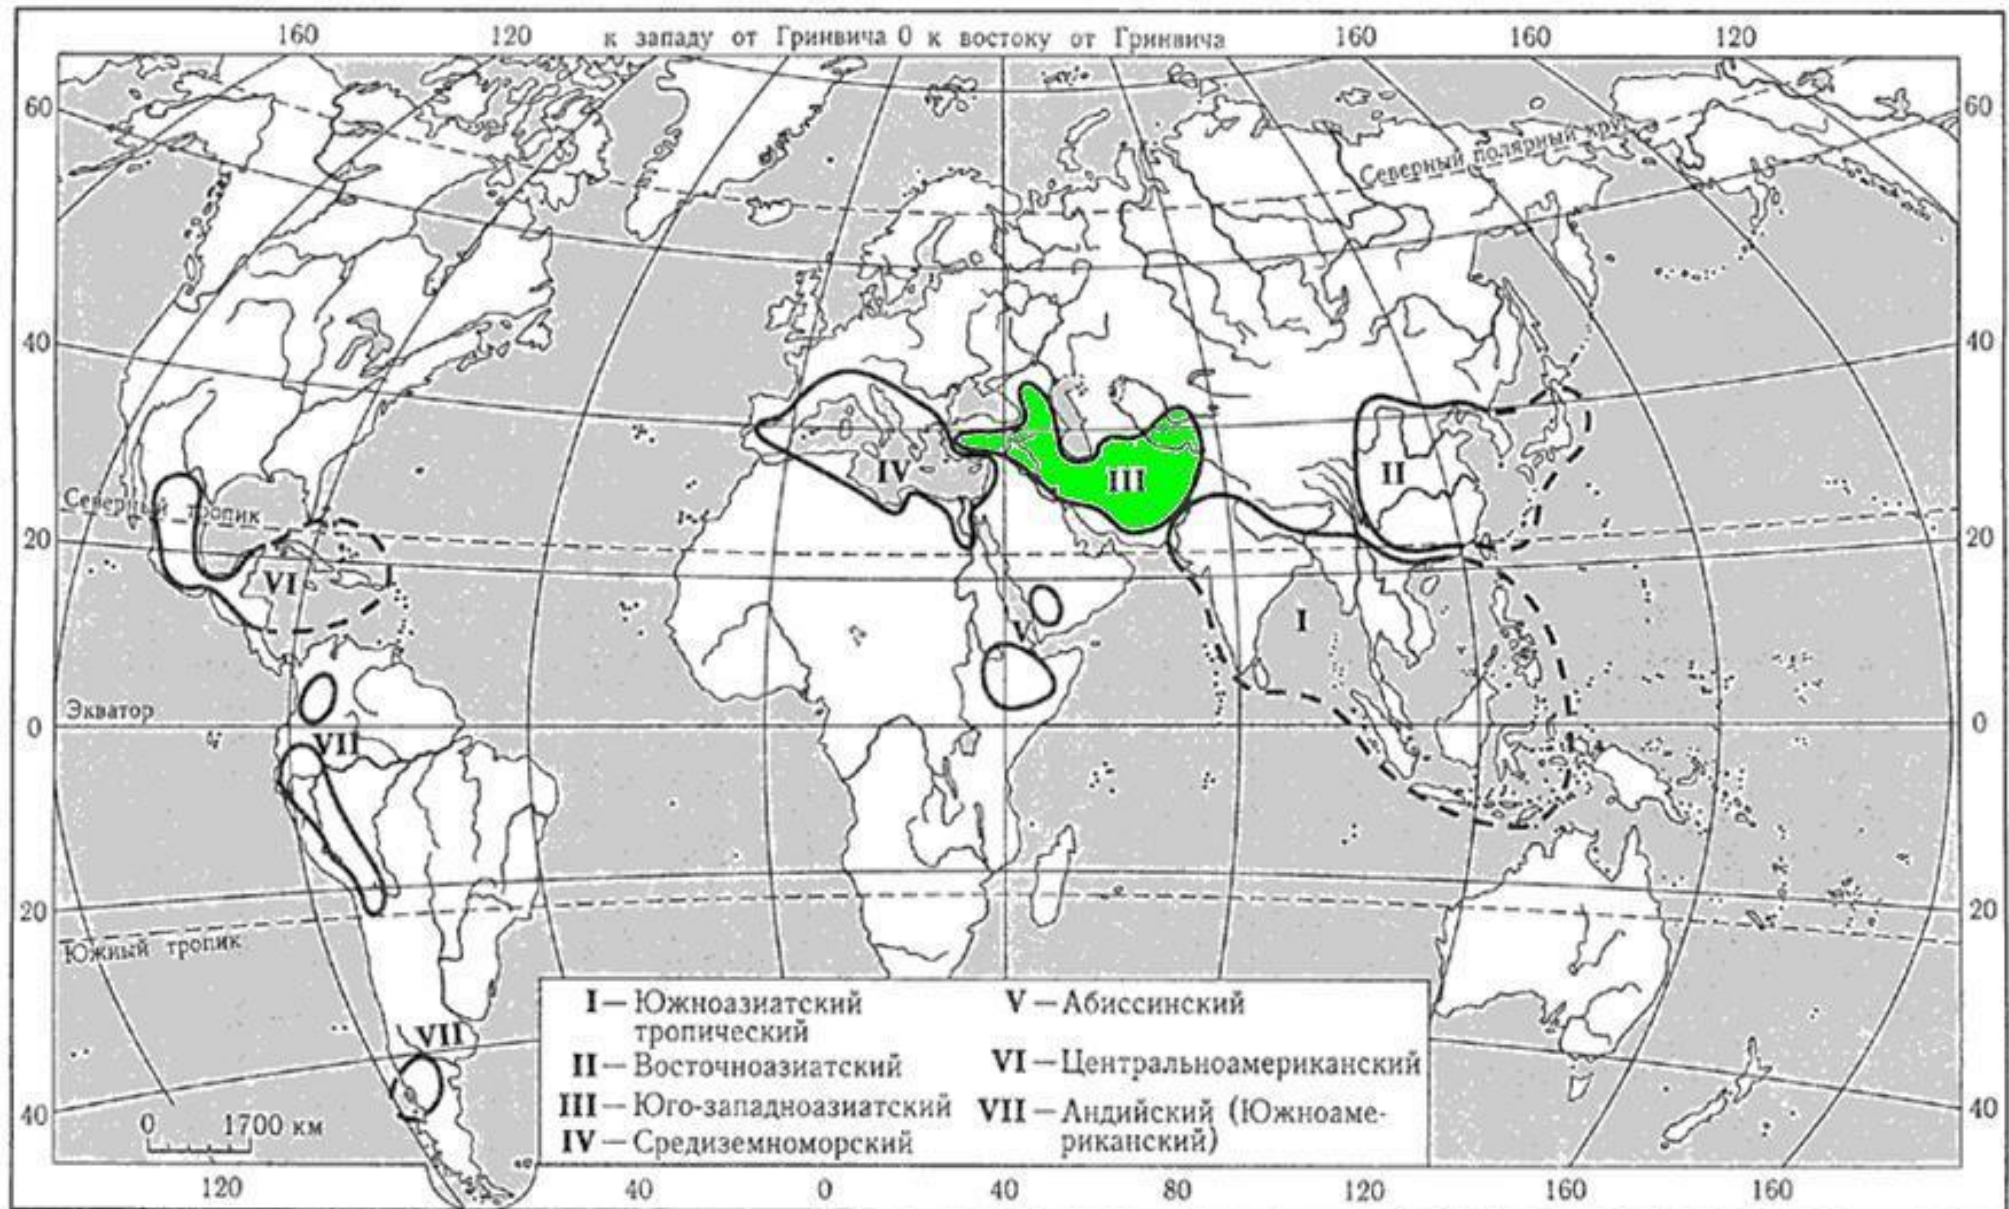 160 120 к западу от Гринвича 0 к востоку от Гринвича 160 160 120
60 60
Северный полярный круг
40 40
IV III II
Северный тропик
20 20
VI
I
V
0 Экватор 0
VII
20 20
Южный тропик
VII
I — Южноазиатский тропический
II — Восточноазиатский
III — Юго-западноазиатский
IV — Средиземноморский
V — Абиссинский
VI — Центральноамериканский
VII — Андийский (Южноаме-
риканский)
40 40
0 1700 км
120 40 0 40 80 120 160 160